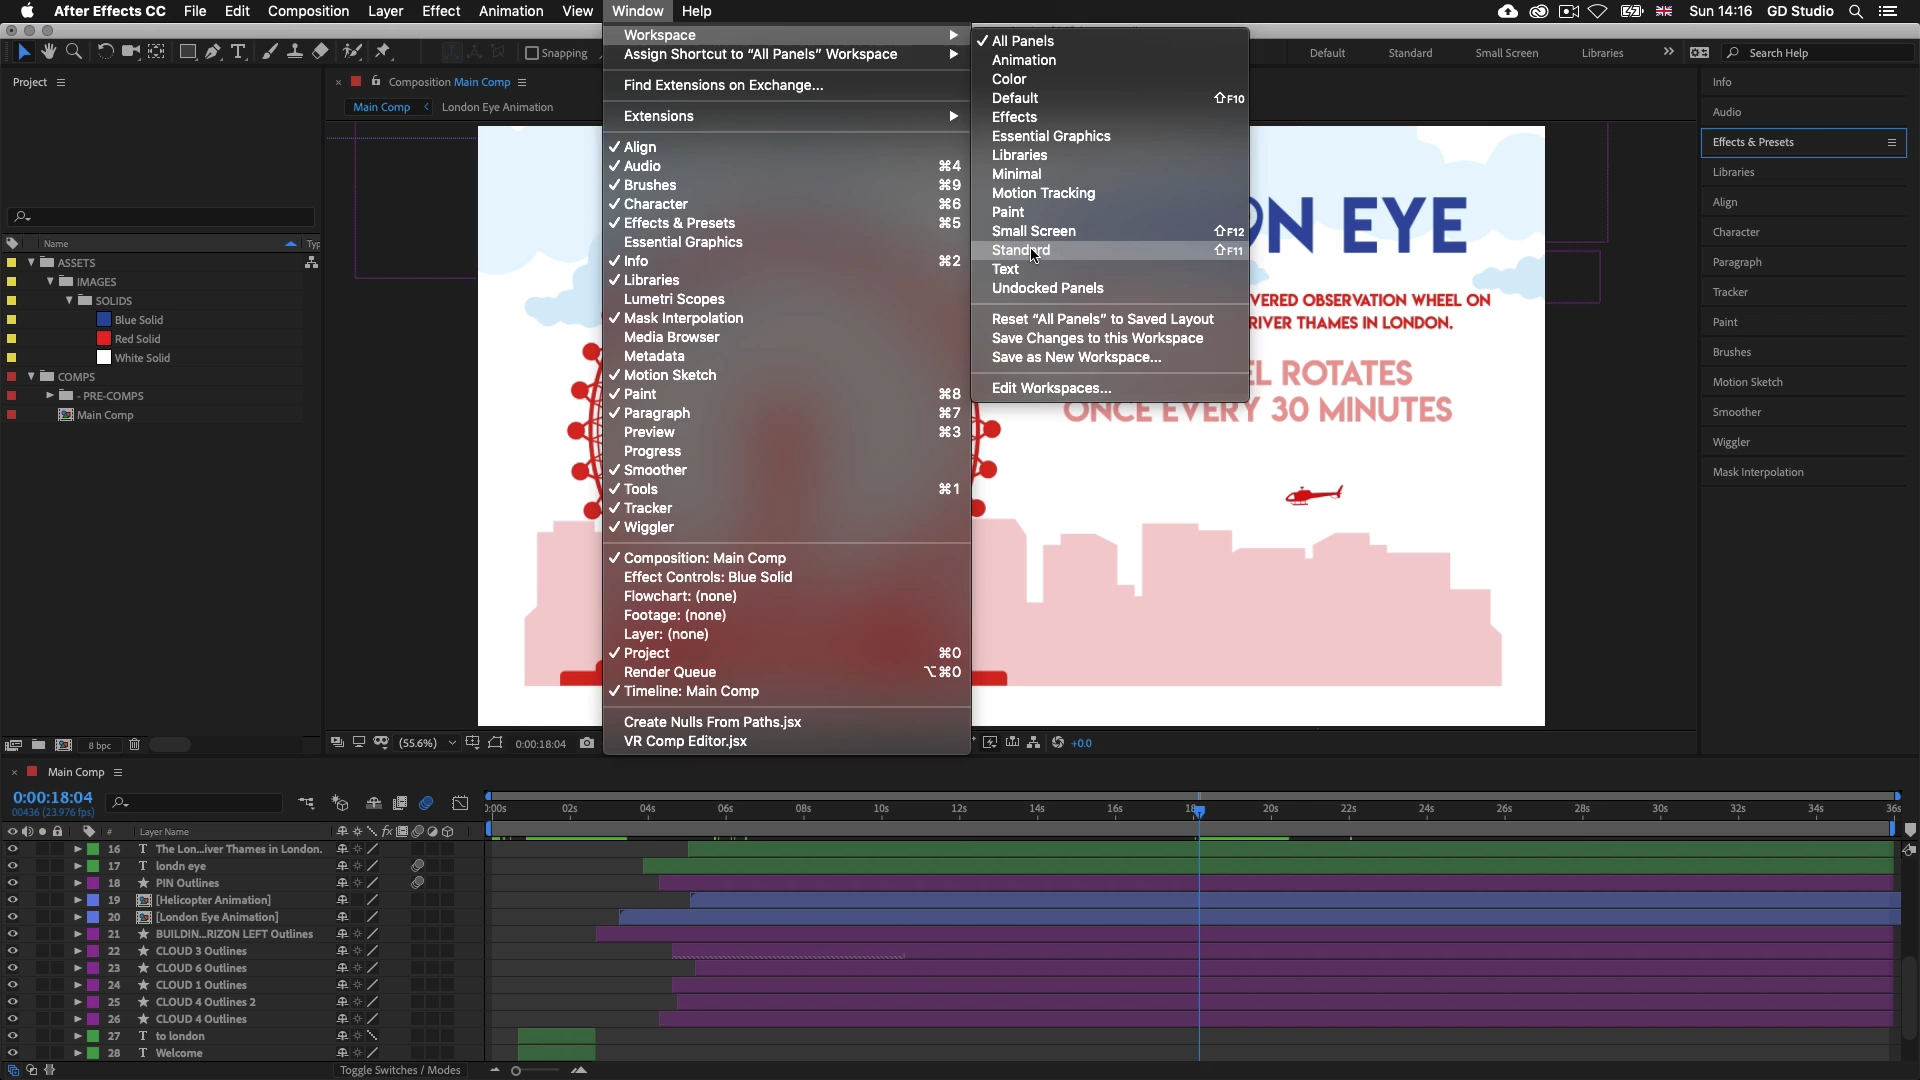 After Effects CC File Edit Composition Layer Effect Animation View Window Help Sun 14:16 GD Studio
Snapping Default Standard Small Screen Libraries Search Help
Project
Composition Main Comp
Main Comp London Eye Animation
Name Typ
ASSETS
IMAGES
SOLIDS
Blue Solid
Red Solid
White Solid
COMPS
- PRE-COMPS
Main Comp
8 bpc
Workspace
Assign Shortcut to “All Panels” Workspace
Find Extensions on Exchange...
Extensions
✓ Align
✓ Audio ⌘4
✓ Brushes ⌘9
✓ Character ⌘6
✓ Effects & Presets ⌘5
Essential Graphics
✓ Info ⌘2
✓ Libraries
Lumetri Scopes
✓ Mask Interpolation
Media Browser
Metadata
✓ Motion Sketch
✓ Paint ⌘8
✓ Paragraph ⌘7
Preview ⌘3
Progress
✓ Smoother
✓ Tools ⌘1
✓ Tracker
✓ Wiggler
✓ Composition: Main Comp
Effect Controls: Blue Solid
Flowchart: (none)
Footage: (none)
Layer: (none)
✓ Project ⌘0
Render Queue ⌥⌘0
✓ Timeline: Main Comp
Create Nulls From Paths.jsx
VR Comp Editor.jsx
✓ All Panels
Animation
Color
Default ⇧F10
Effects
Essential Graphics
Libraries
Minimal
Motion Tracking
Paint
Small Screen ⇧F12
Standard ⇧F11
Text
Undocked Panels
Reset “All Panels” to Saved Layout
Save Changes to this Workspace
Save as New Workspace...
Edit Workspaces...
ON EYE
VERED OBSERVATION WHEEL ON
RIVER THAMES IN LONDON.
EL ROTATES
ONCE EVERY 30 MINUTES
Info
Audio
Effects & Presets
Libraries
Align
Character
Paragraph
Tracker
Paint
Brushes
Motion Sketch
Smoother
Wiggler
Mask Interpolation
(55.6%) 0:00:18:04 +0.0
Main Comp
0:00:18:04
00436 (23.976 fps)
02s 04s 06s 08s 10s 12s 14s 16s 20s 22s 24s 26s 28s 30s 32s 34s 36s
# Layer Name fx
16 T The Lon...iver Thames in London.
17 T londn eye
18 PIN Outlines
19 [Helicopter Animation]
20 [London Eye Animation]
21 BUILDIN...RIZON LEFT Outlines
22 CLOUD 3 Outlines
23 CLOUD 6 Outlines
24 CLOUD 1 Outlines
25 CLOUD 4 Outlines 2
26 CLOUD 4 Outlines
27 T to london
28 T Welcome
Toggle Switches / Modes